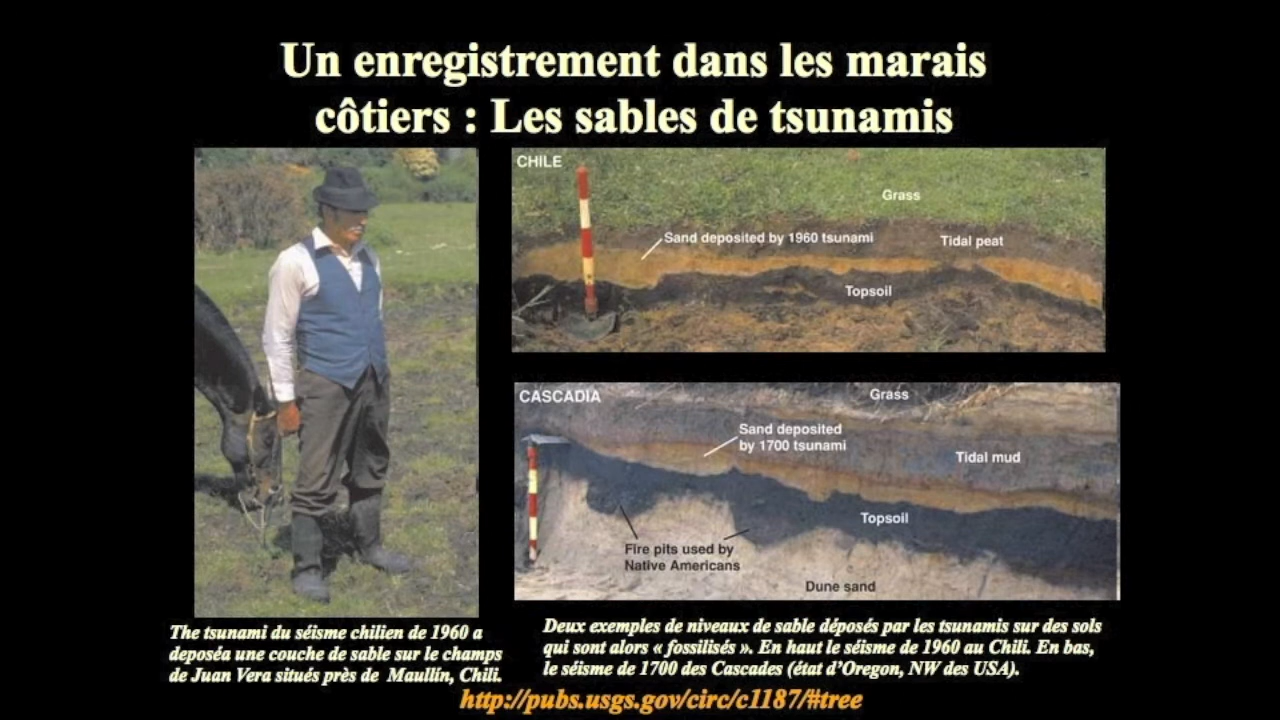 Un enregistrement dans les marais
côtiers : Les sables de tsunamis
CHILE
Grass
Sand deposited by 1960 tsunami
Tidal peat
Topsoil
CASCADIA
Grass
Sand deposited
by 1700 tsunami
Tidal mud
Topsoil
Fire pits used by
Native Americans
Dune sand
The tsunami du séisme chilien de 1960 a
deposéa une couche de sable sur le champs
de Juan Vera situés près de Maullín, Chili.
Deux exemples de niveaux de sable déposés par les tsunamis sur des sols
qui sont alors « fossilisés ». En haut le séisme de 1960 au Chili. En bas,
le séisme de 1700 des Cascades (état d’Oregon, NW des USA).
http://pubs.usgs.gov/circ/c1187/#tree